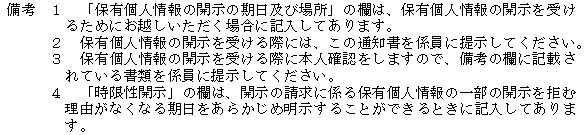 備考 1 「保有個人情報の開示の期日及び場所」の欄は、保有個人情報の開示を受け
るためにお越しいただく場合に記入してあります。
2 保有個人情報の開示を受ける際には、この通知書を係員に提示してください。
3 保有個人情報の開示を受ける際に本人確認をしますので、備考の欄に記載さ
れている書類を係員に提示してください。
4 「時限性開示」の欄は、開示の請求に係る保有個人情報の一部の開示を拒む
理由がなくなる期日をあらかじめ明示することができるときに記入してありま
す。